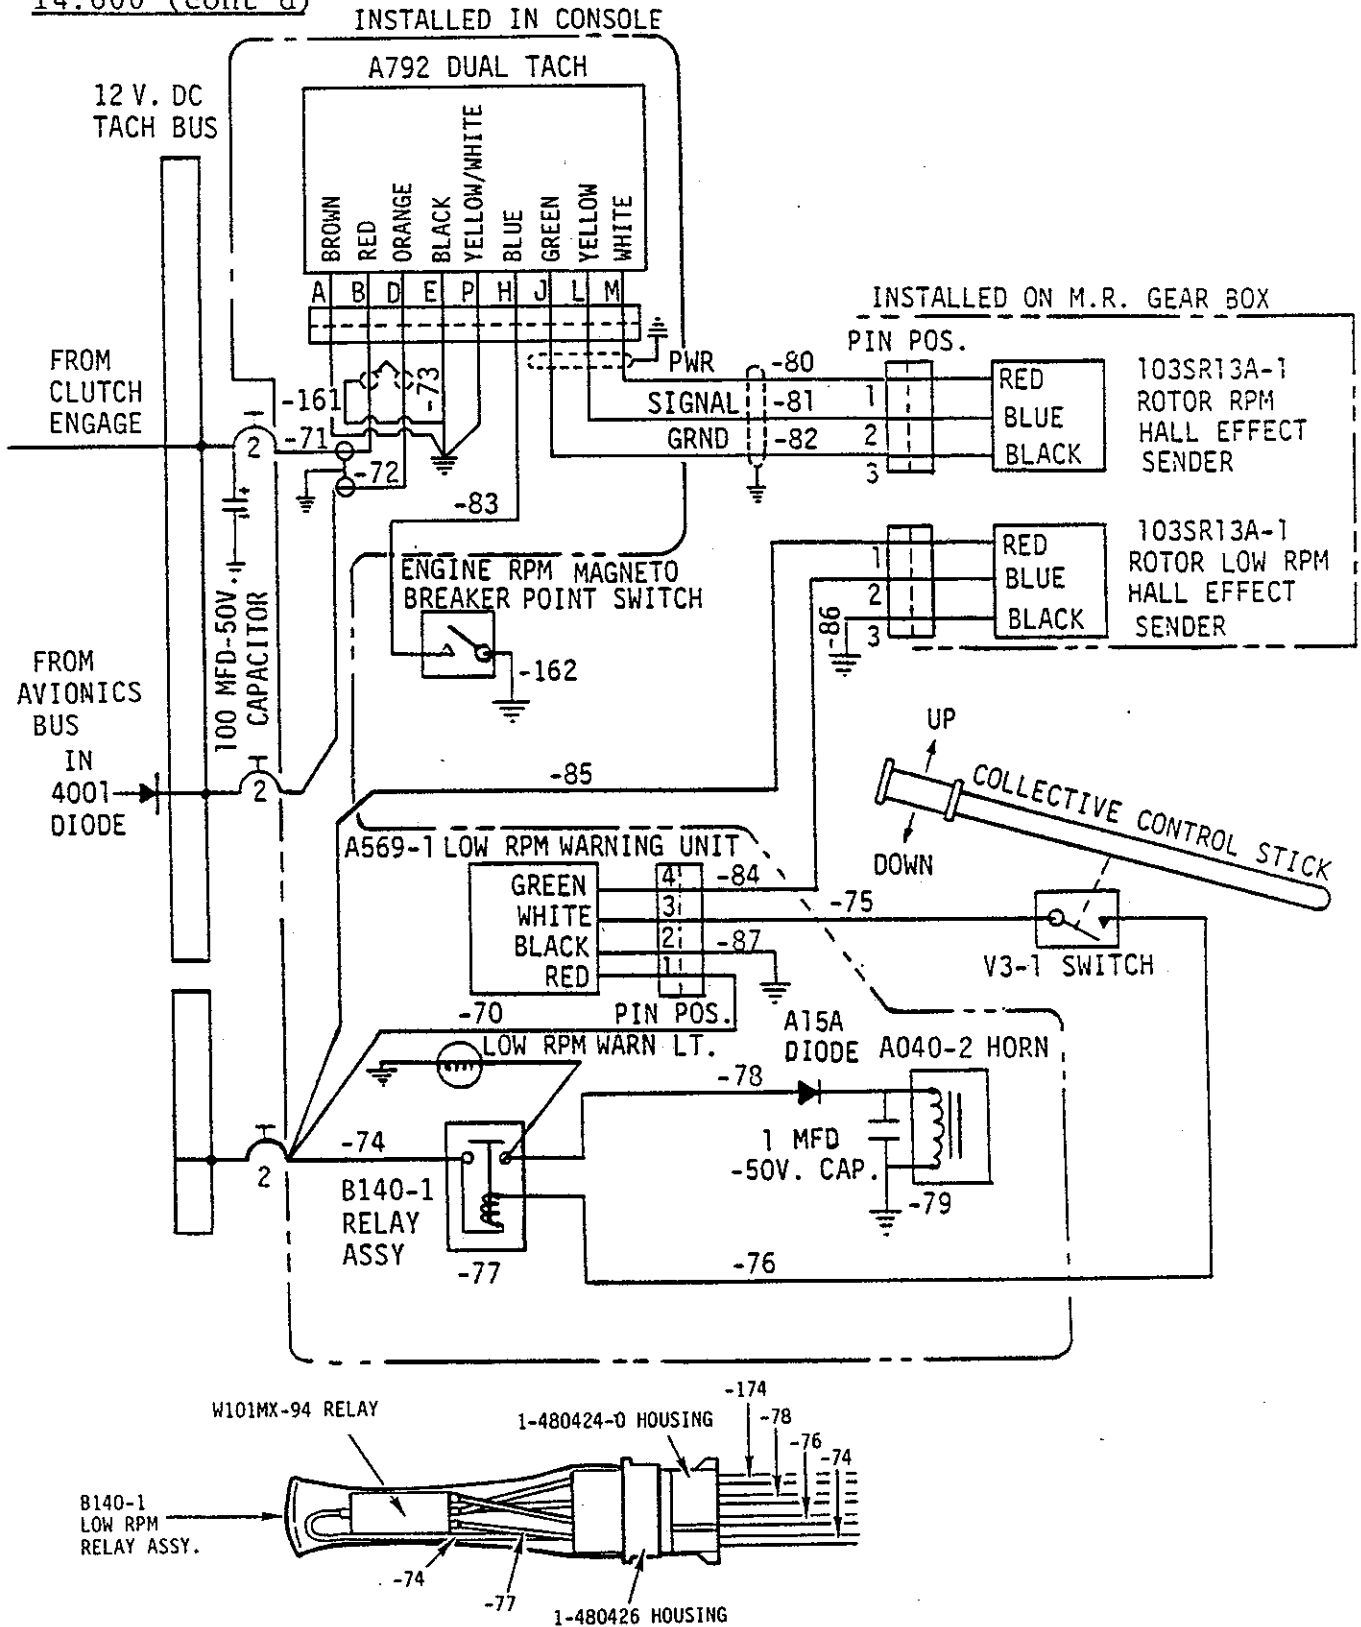 14.600 (cont'd)
INSTALLED IN CONSOLE
A792 DUAL TACH
12 V. DC
TACH BUS
BROWN
RED
ORANGE
BLACK
YELLOW/WHITE
BLUE
GREEN
YELLOW
WHITE
A B D E P H J L M
INSTALLED ON M.R. GEAR BOX
PIN POS.
FROM
CLUTCH
ENGAGE
PWR
-80
SIGNAL
-81
GRND
-82
1
2
3
RED
BLUE
BLACK
103SR13A-1
ROTOR RPM
HALL EFFECT
SENDER
-161
-73
2
-71
-72
-83
100 MFD-50V.
CAPACITOR
ENGINE RPM MAGNETO
BREAKER POINT SWITCH
-162
1
2
3
-86
RED
BLUE
BLACK
103SR13A-1
ROTOR LOW RPM
HALL EFFECT
SENDER
FROM
AVIONICS
BUS
IN
4001
DIODE
2
-85
UP
DOWN
COLLECTIVE CONTROL STICK
A569-1 LOW RPM WARNING UNIT
GREEN
WHITE
BLACK
RED
4
3
2
1
-84
-75
-87
V3-1 SWITCH
-70
PIN POS.
LOW RPM WARN LT.
A15A
DIODE
A040-2 HORN
-78
1 MFD
-50V. CAP.
-79
2
-74
B140-1
RELAY
ASSY
-77
-76
W101MX-94 RELAY
1-480424-0 HOUSING
-174
-78
-76
-74
B140-1
LOW RPM
RELAY ASSY.
-74
-77
1-480426 HOUSING